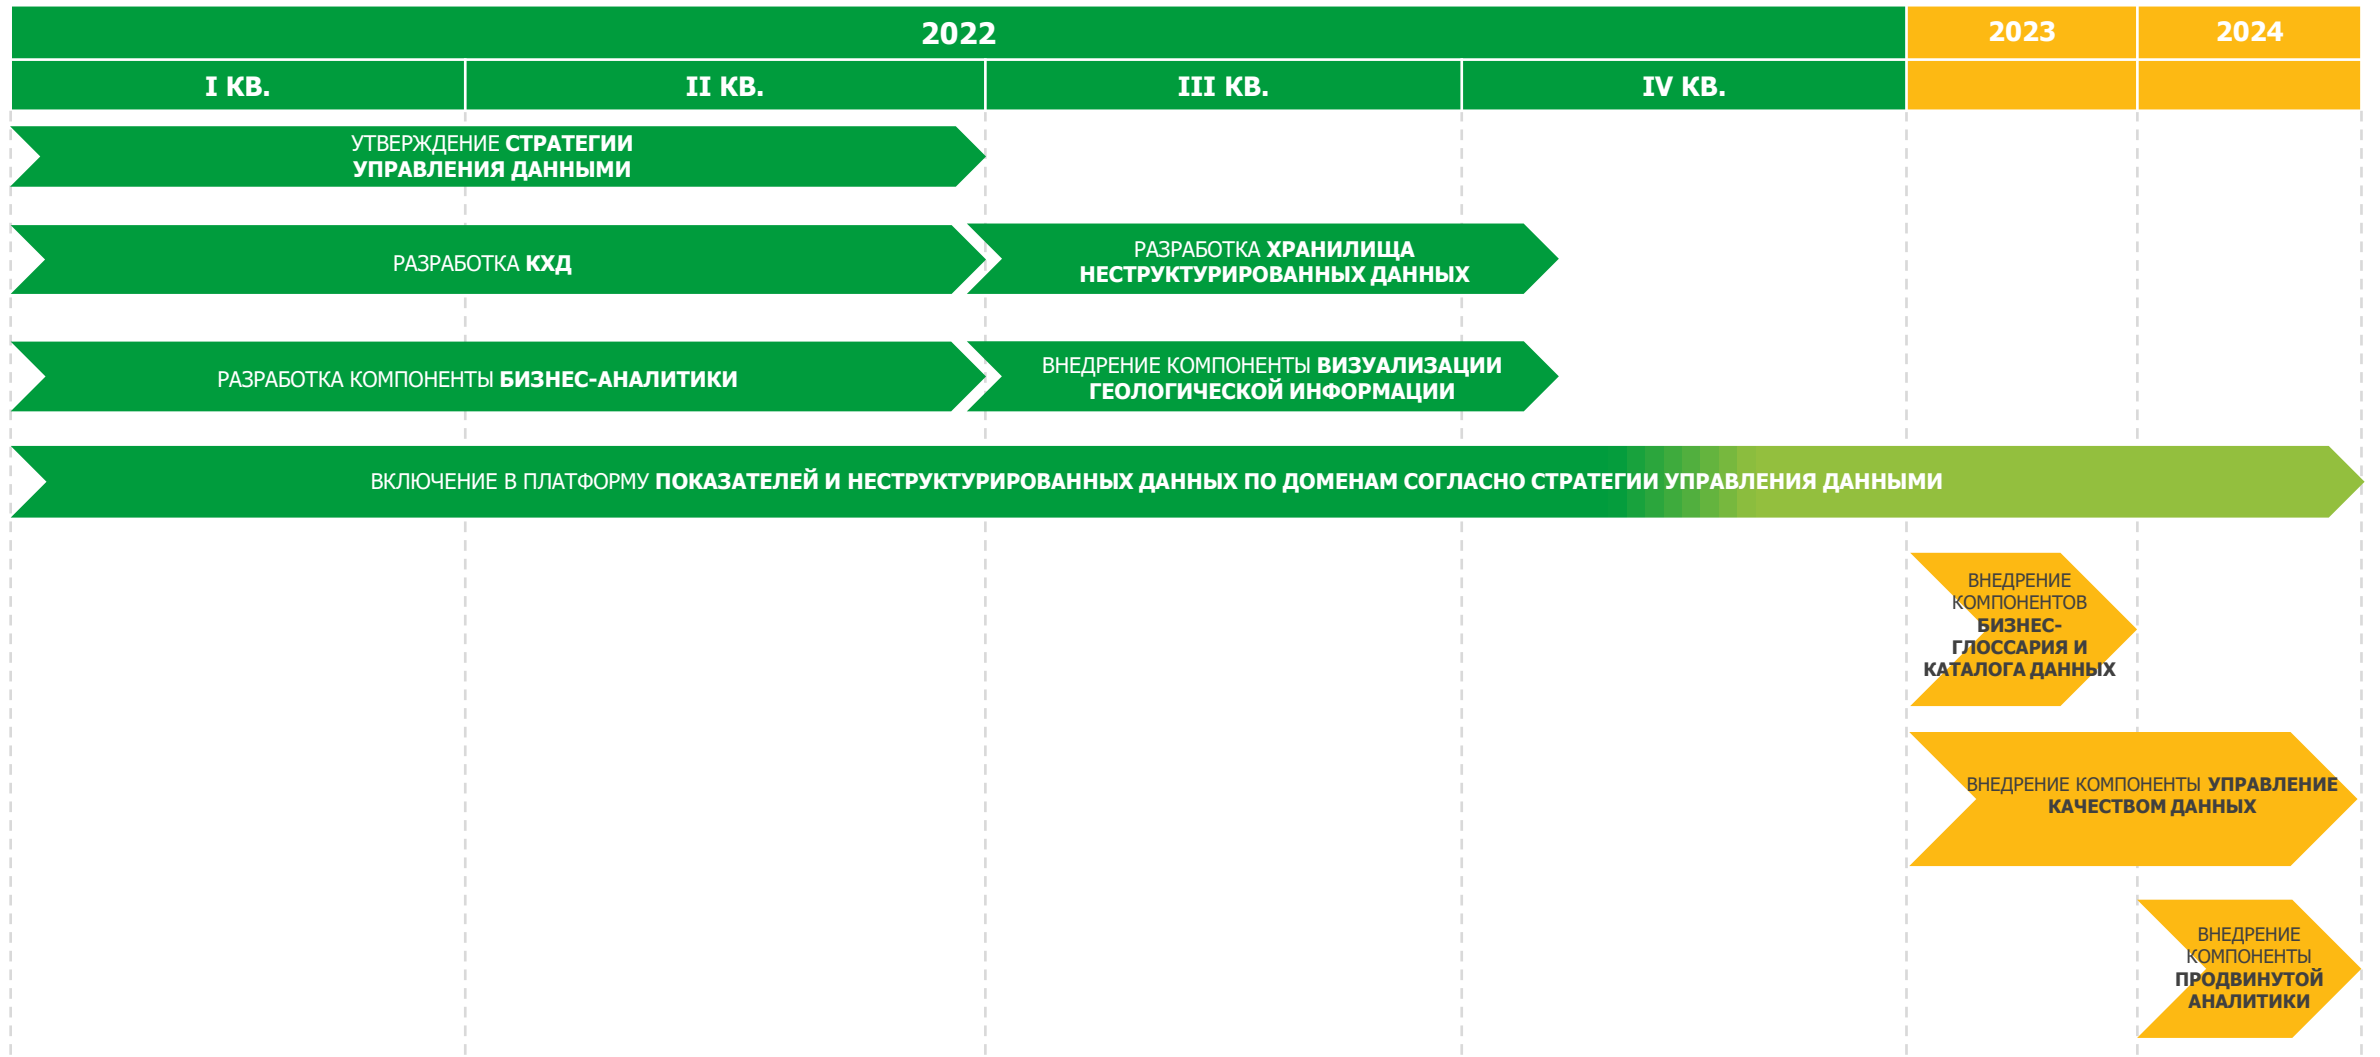 2022
2023
2024
I КВ.
II КВ.
III КВ.
IV КВ.
УТВЕРЖДЕНИЕ СТРАТЕГИИ
УПРАВЛЕНИЯ ДАННЫМИ
РАЗРАБОТКА КХД
РАЗРАБОТКА ХРАНИЛИЩА
НЕСТРУКТУРИРОВАННЫХ ДАННЫХ
РАЗРАБОТКА КОМПОНЕНТЫ БИЗНЕС-АНАЛИТИКИ
ВНЕДРЕНИЕ КОМПОНЕНТЫ ВИЗУАЛИЗАЦИИ
ГЕОЛОГИЧЕСКОЙ ИНФОРМАЦИИ
ВКЛЮЧЕНИЕ В ПЛАТФОРМУ ПОКАЗАТЕЛЕЙ И НЕСТРУКТУРИРОВАННЫХ ДАННЫХ ПО ДОМЕНАМ СОГЛАСНО СТРАТЕГИИ УПРАВЛЕНИЯ ДАННЫМИ
ВНЕДРЕНИЕ
КОМПОНЕНТОВ
БИЗНЕС-
ГЛОССАРИЯ И
КАТАЛОГА ДАННЫХ
ВНЕДРЕНИЕ КОМПОНЕНТЫ УПРАВЛЕНИЕ
КАЧЕСТВОМ ДАННЫХ
ВНЕДРЕНИЕ
КОМПОНЕНТЫ
ПРОДВИНУТОЙ
АНАЛИТИКИ